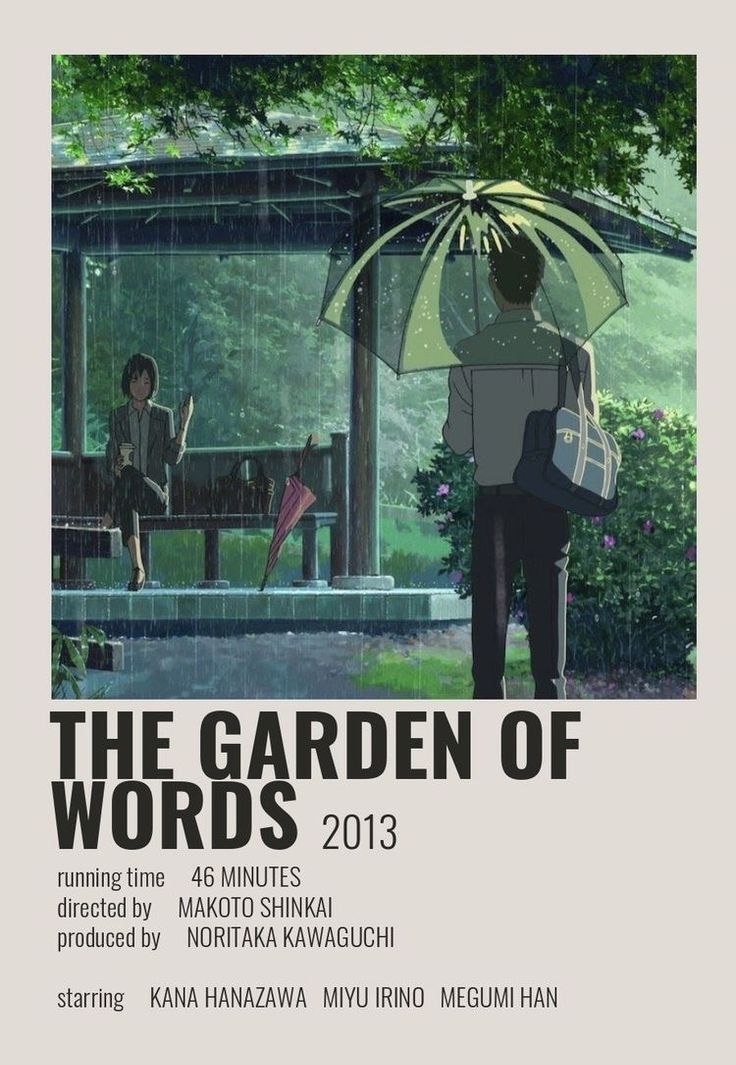 THE GARDEN OF
WORDS 2013
running time 46 MINUTES
directed by MAKOTO SHINKAI
produced by NORITAKA KAWAGUCHI
starring KANA HANAZAWA MIYU IRINO MEGUMI HAN